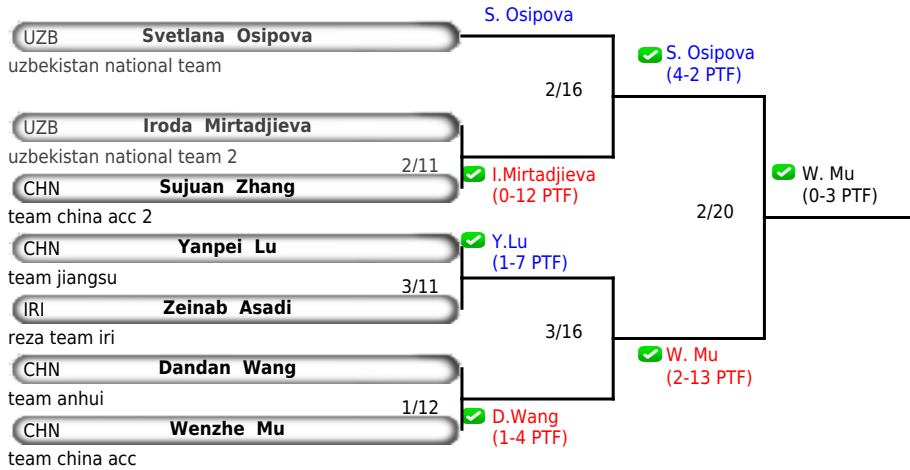 S. Osipova
UZB Svetlana Osipova
uzbekistan national team
S. Osipova
(4-2 PTF)
2/16
UZB Iroda Mirtadjieva
uzbekistan national team 2
2/11
I.Mirtadjieva
(0-12 PTF)
CHN Sujuan Zhang
team china acc 2
W. Mu
(0-3 PTF)
2/20
CHN Yanpei Lu
team jiangsu
Y.Lu
(1-7 PTF)
3/11
IRI Zeinab Asadi
reza team iri
3/16
CHN Dandan Wang
team anhui
W. Mu
(2-13 PTF)
1/12
D.Wang
(1-4 PTF)
CHN Wenzhe Mu
team china acc